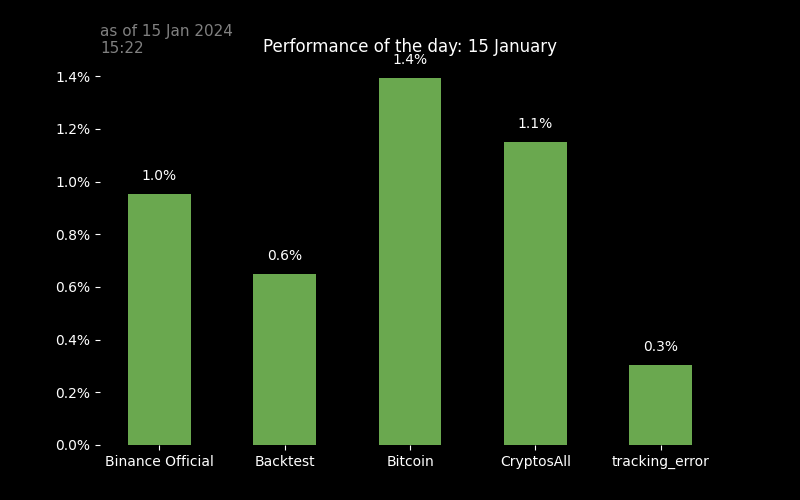 as of 15 Jan 2024
15:22
Performance of the day: 15 January
1.4%
1.2%
1.0%
0.8%
0.6%
0.4%
0.2%
0.0%
1.0%
0.6%
1.4%
1.1%
0.3%
Binance Official
Backtest
Bitcoin
CryptosAll
tracking_error